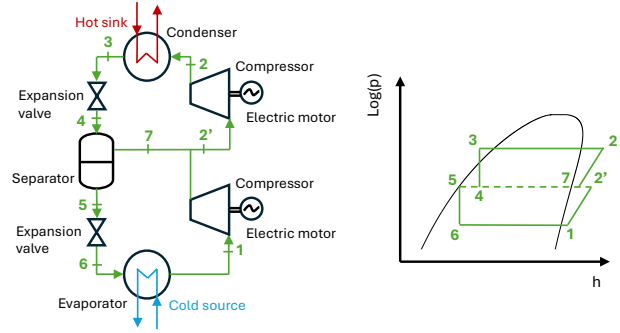 Hot sink
Condenser
3
2
Compressor
Expansion
valve
Electric motor
4
7
2'
Separator
Compressor
5
Expansion
valve
Electric motor
6
1
Evaporator
Cold source
Log(p)
3
2
5
7
2'
4
6
1
h